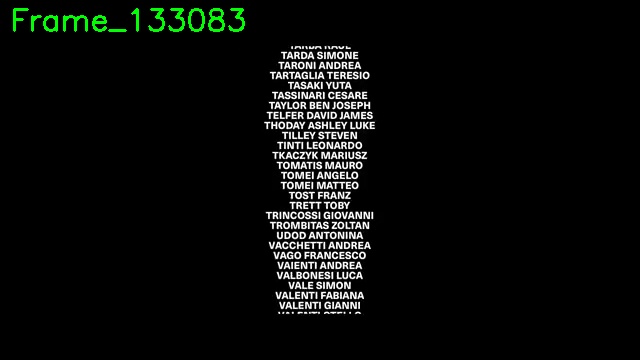 Frame_133083
TARDA SIMONE
TARONI ANDREA
TARTAGLIA TERESIO
TASAKI YUTA
TASSINARI CESARE
TAYLOR BEN JOSEPH
TELFER DAVID JAMES
THODAY ASHLEY LUKE
TILLEY STEVEN
TINTI LEONARDO
TKACZYK MARIUSZ
TOMATIS MAURO
TOMEI ANGELO
TOMEI MATTEO
TOST FRANZ
TRETT TOBY
TRINCOSSI GIOVANNI
TROMBITAS ZOLTAN
UDOD ANTONINA
VACCHETTI ANDREA
VAGO FRANCESCO
VAIENTI ANDREA
VALBONESI LUCA
VALE SIMON
VALENTI FABIANA
VALENTI GIANNI